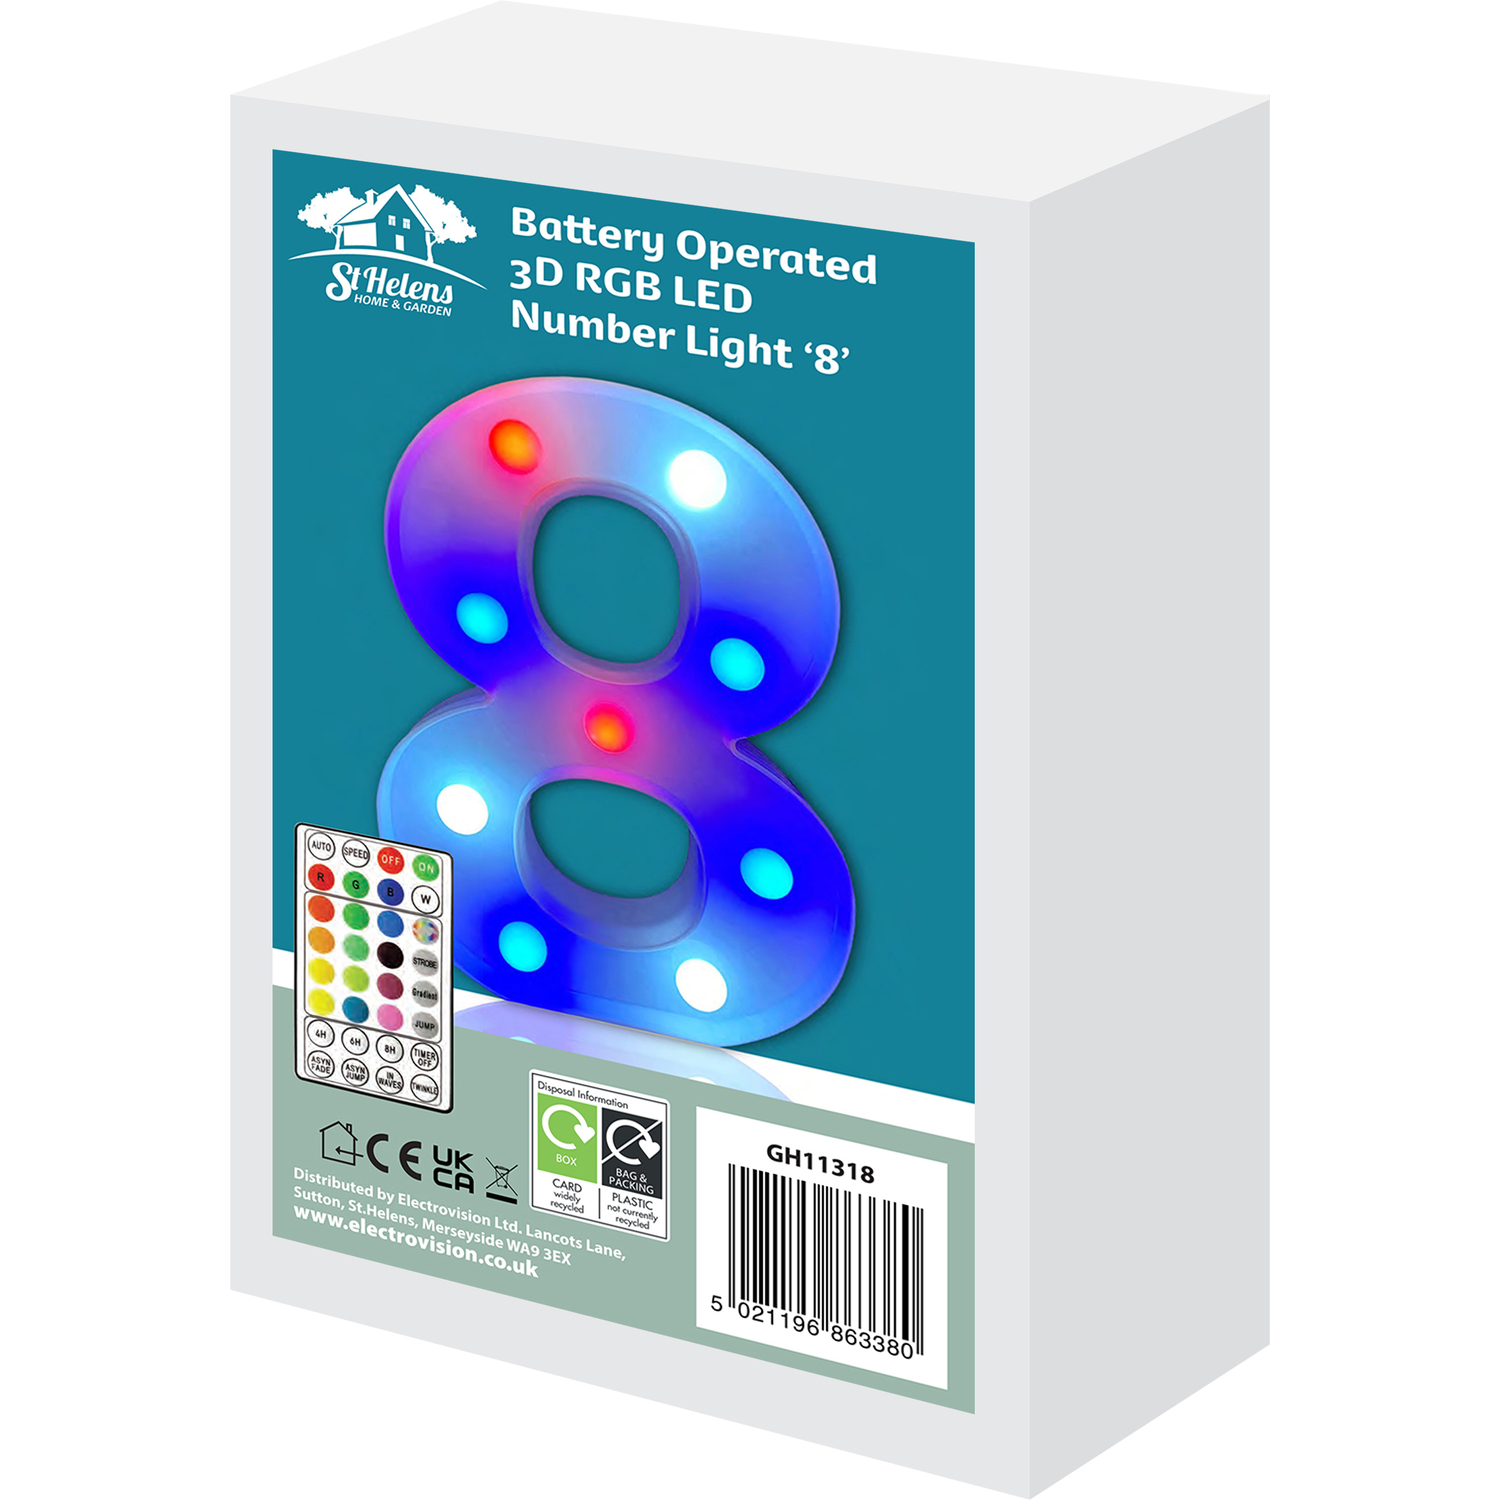 St Helens
HOME & GARDEN
Battery Operated
3D RGB LED
Number Light ‘8’
AUTO SPEED OFF ON
R G B W
STROBE
Gradient
JUMP
4H 6H 8H TIMER OFF
ASYN FADE ASYN JUMP IN WAVES TWINKLE
CE UK CA
Distributed by Electrovision Ltd. Lancots Lane,
Sutton, St.Helens, Merseyside WA9 3EX
www.electrovision.co.uk
Disposal Information
BOX
CARD
widely
recycled
BAG &
PACKING
PLASTIC
not currently
recycled
GH11318
5 021196 863380